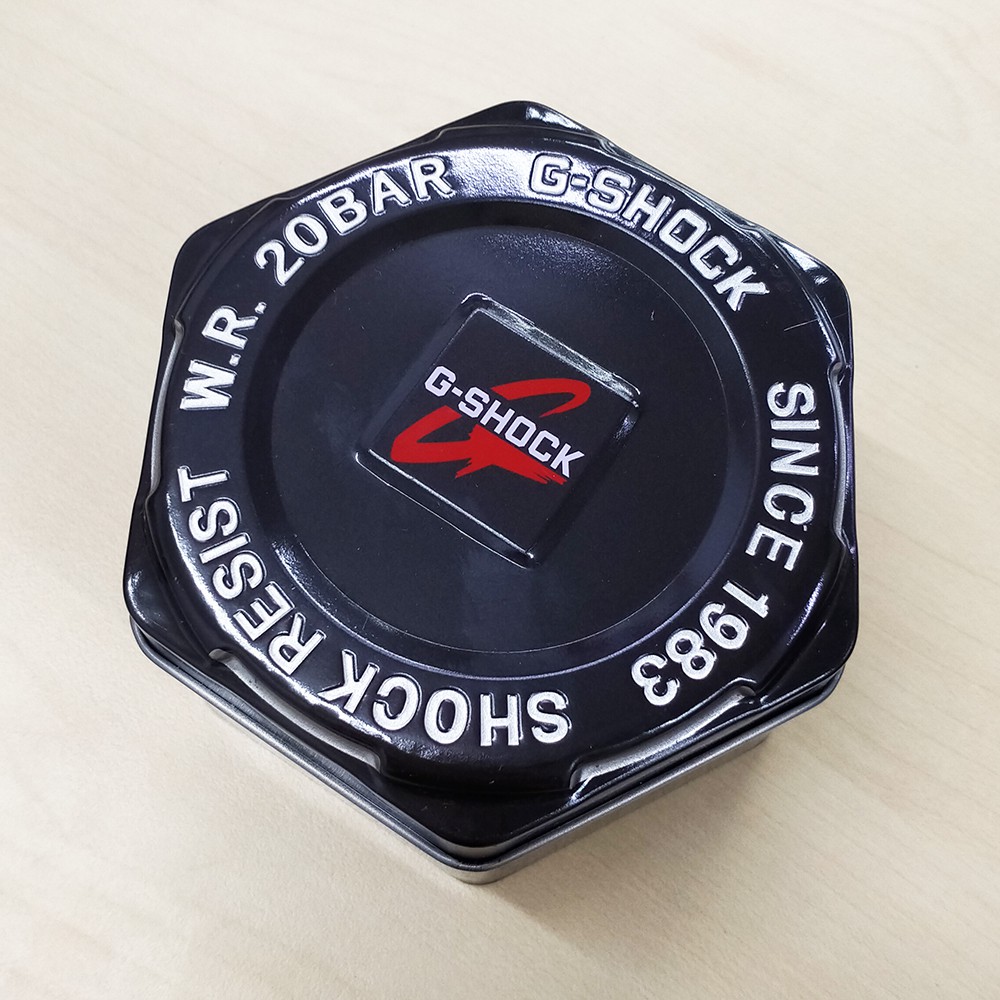 G-SHOCK
SINCE 1983
SHOCK RESIST
W.R. 20BAR
G-SHOCK